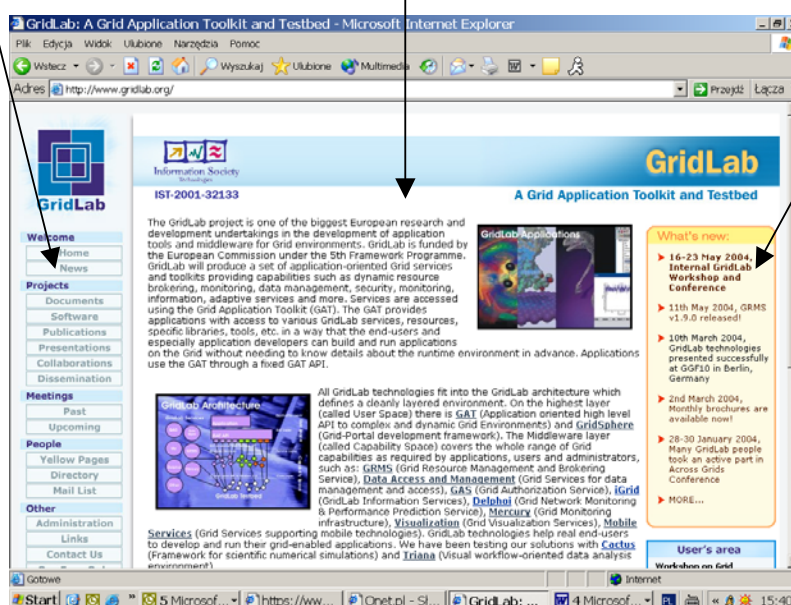 GridLab: A Grid Application Toolkit and Testbed - Microsoft Internet Explorer
Plik Edycja Widok Ulubione Narzędzia Pomoc
Wstecz Wyszukaj Ulubione Multimedia
Adres http://www.gridlab.org/ Przejdź Łącza
GridLab
Welcome
Home
News
Projects
Documents
Software
Publications
Presentations
Collaborations
Dissemination
Meetings
Past
Upcoming
People
Yellow Pages
Directory
Mail List
Other
Administration
Links
Contact Us
Information Society
Technologies
IST-2001-32133
GridLab
A Grid Application Toolkit and Testbed
The GridLab project is one of the biggest European research and
development undertakings in the development of application
tools and middleware for Grid environments. GridLab is funded by
the European Commission under the 5th Framework Programme.
GridLab will produce a set of application-oriented Grid services
and toolkits providing capabilities such as dynamic resource
brokering, monitoring, data management, security, monitoring,
information, adaptive services and more. Services are accessed
using the Grid Application Toolkit (GAT). The GAT provides
applications with access to various GridLab services, resources,
specific libraries, tools, etc. in a way that the end-users and
especially application developers can build and run applications
on the Grid without needing to know details about the runtime environment in advance. Applications
use the GAT through a fixed GAT API.
GridLab Applications
GridLab Architecture
GridLab Testbed
All GridLab technologies fit into the GridLab architecture which
defines a cleanly layered environment. On the highest layer
(called User Space) there is GAT (Application oriented high level
API to complex and dynamic Grid Environments) and GridSphere
(Grid-Portal development framework). The Middleware layer
(called Capability Space) covers the whole range of Grid
capabilities as required by applications, users and administrators,
such as: GRMS (Grid Resource Management and Brokering
Service), Data Access and Management (Grid Services for data
management and access), GAS (Grid Authorization Service), iGrid
(GridLab Information Services), Delphoi (Grid Network Monitoring
& Performance Prediction Service), Mercury (Grid Monitoring
infrastructure), Visualization (Grid Visualization Services), Mobile
Services (Grid Services supporting mobile technologies). GridLab technologies help real end-users
to develop and run their grid-enabled applications. We have been testing our solutions with Cactus
(Framework for scientific numerical simulations) and Triana (Visual workflow-oriented data analysis
environment)
What's new:
16-23 May 2004,
Internal GridLab
Workshop and
Conference
11th May 2004, GRMS
v1.9.0 released!
10th March 2004,
GridLab technologies
presented successfully
at GGF10 in Berlin,
Germany
2nd March 2004,
Monthly brochures are
available now!
28-30 January 2004,
Many GridLab people
took an active part in
Across Grids
Conference
MORE...
User's area
Workshop on Grid
Gotowe Internet
Start 5 Microsof... https://ww... Onet.pl - Sl... GridLab: ... 4 Microsof... PL 15:40